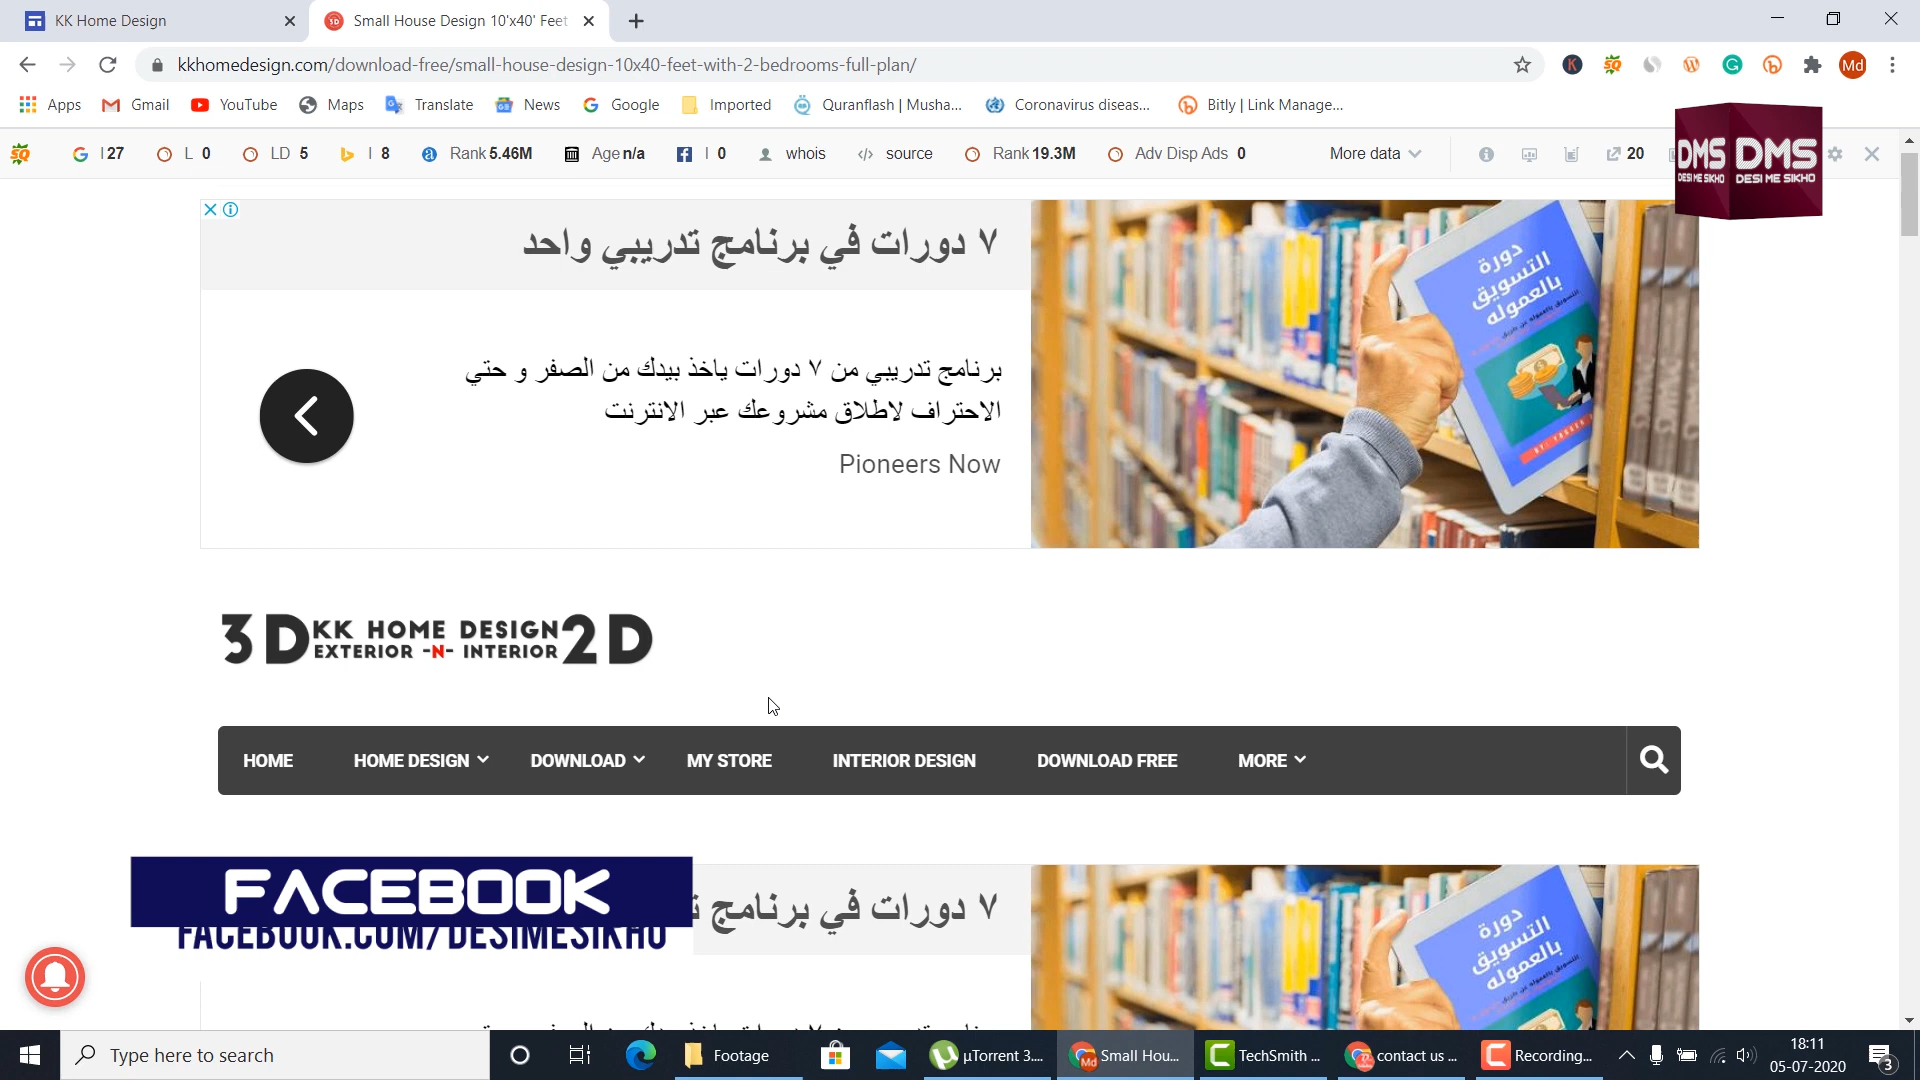 KK Home Design
Small House Design 10'x40' Feet
kkhomedesign.com/download-free/small-house-design-10x40-feet-with-2-bedrooms-full-plan/
Md
Apps
Gmail
YouTube
Maps
Translate
News
Google
Imported
Quranflash | Musha...
Coronavirus diseas...
Bitly | Link Manage...
I 27
L 0
LD 5
I 8
Rank 5.46M
Age n/a
I 0
whois
source
Rank 19.3M
Adv Disp Ads 0
More data
20
DMS DMS
DESI ME SIKHO DESI ME SIKHO
٧ دورات في برنامج تدريبي واحد
برنامج تدريبي من ٧ دورات ياخذ بيدك من الصفر و حتي
الاحتراف لاطلاق مشروعك عبر الانترنت
Pioneers Now
دورة
التسويق
بالعموله
3D KK HOME DESIGN 2D
EXTERIOR -N- INTERIOR
HOME
HOME DESIGN
DOWNLOAD
MY STORE
INTERIOR DESIGN
DOWNLOAD FREE
MORE
FACEBOOK
FACEBOOK.COM/DESIMESIKHO
٧ دورات في برنامج
دورة
التسويق
بالعموله
Type here to search
Footage
µTorrent 3....
Small Hou...
TechSmith ...
contact us ...
Recording...
18:11
05-07-2020
3